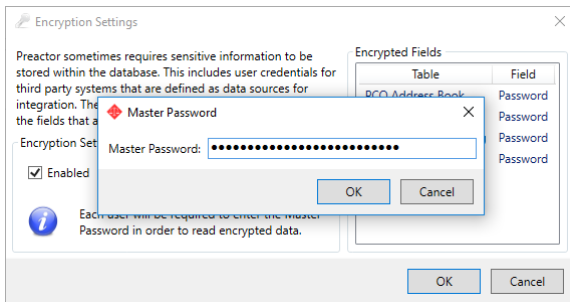 Encryption Settings
Preactor sometimes requires sensitive information to be
stored within the database. This includes user credentials for
third party systems that are defined as data sources for
integration. The
the fields that a
Encryption Set
Enabled
Each user will be required to enter the Master
Password in order to read encrypted data.
Encrypted Fields
Table Field
PCO Address Book Password
Password
Password
Password
Master Password
Master Password: ●●●●●●●●●●●●●●●●●●●●●●●●●●
OK Cancel
OK Cancel